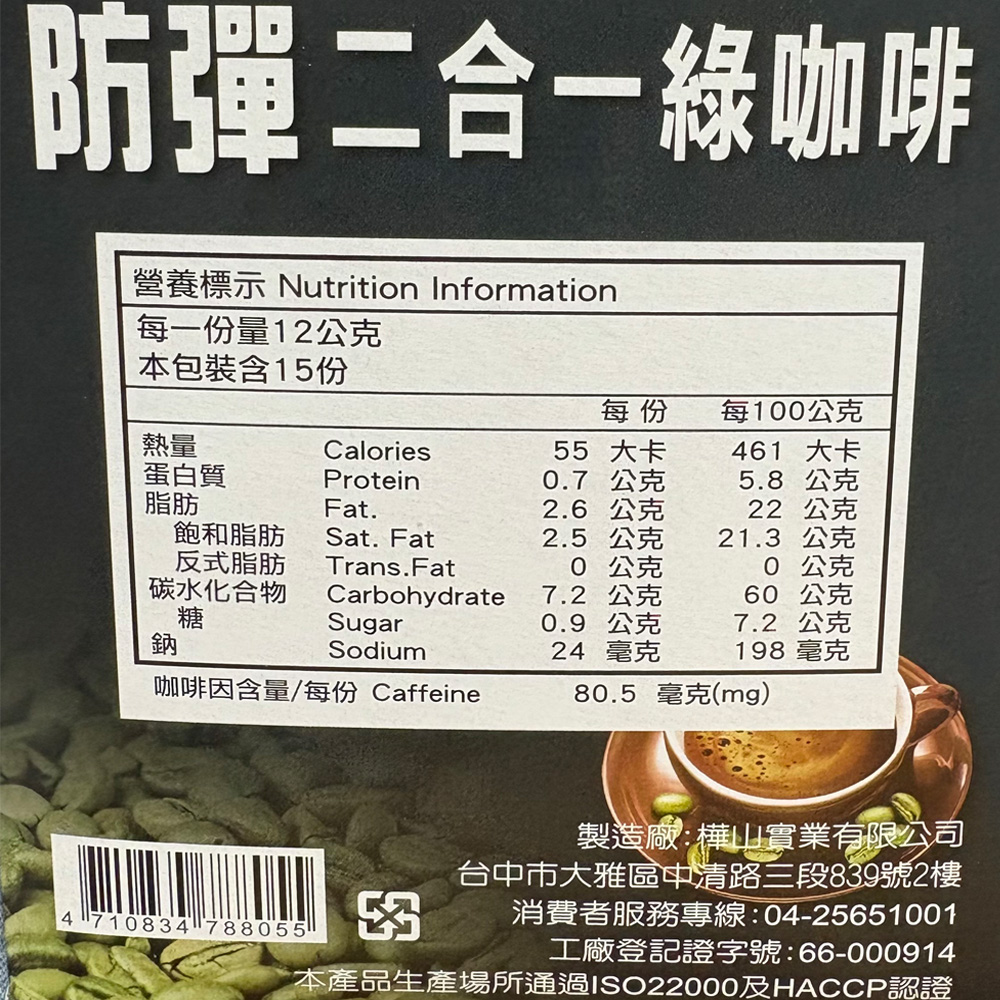 防彈二合一綠咖啡
營養標示 Nutrition Information
每一份量12公克
本包裝含15份
每 份 每100公克
熱量 Calories 55 大卡 461 大卡
蛋白質 Protein 0.7 公克 5.8 公克
脂肪 Fat. 2.6 公克 22 公克
飽和脂肪 Sat. Fat 2.5 公克 21.3 公克
反式脂肪 Trans.Fat 0 公克 0 公克
碳水化合物 Carbohydrate 7.2 公克 60 公克
糖 Sugar 0.9 公克 7.2 公克
鈉 Sodium 24 毫克 198 毫克
咖啡因含量/每份 Caffeine 80.5 毫克(mg)
製造廠:樺山實業有限公司
台中市大雅區中清路三段839號2樓
消費者服務專線:04-25651001
工廠登記證字號:66-000914
本產品生產場所通過ISO22000及HACCP認證
4 710834 788055